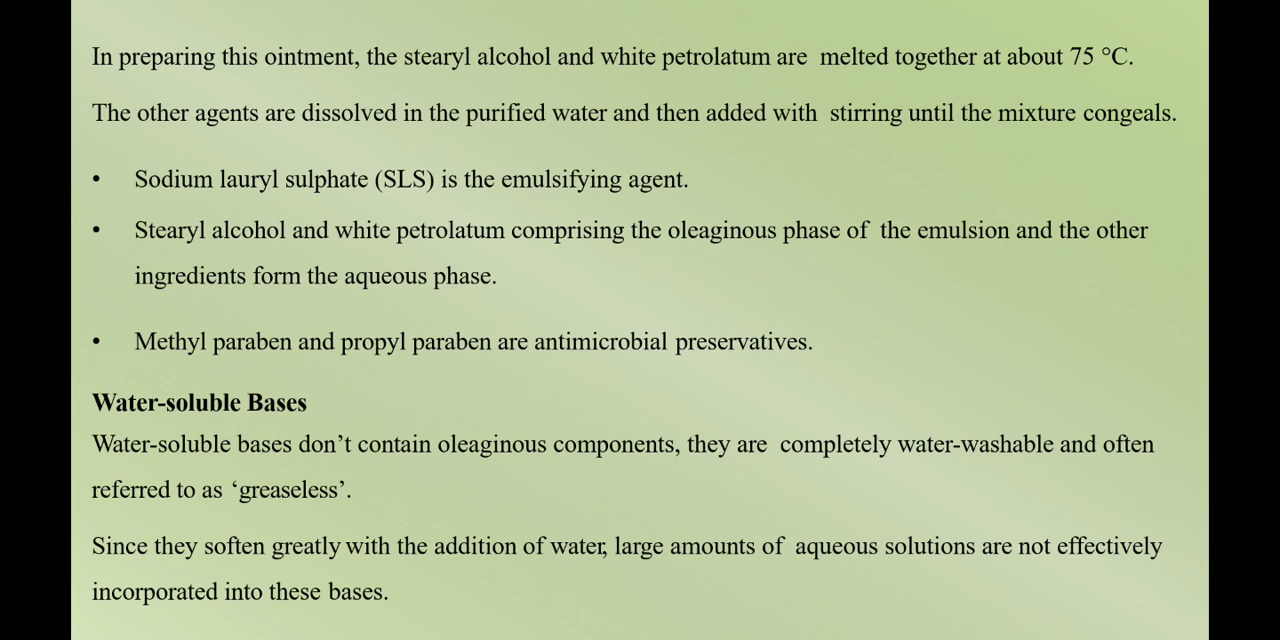 In preparing this ointment, the stearyl alcohol and white petrolatum are melted together at about 75 °C.
The other agents are dissolved in the purified water and then added with stirring until the mixture congeals.
• Sodium lauryl sulphate (SLS) is the emulsifying agent.
• Stearyl alcohol and white petrolatum comprising the oleaginous phase of the emulsion and the other
ingredients form the aqueous phase.
• Methyl paraben and propyl paraben are antimicrobial preservatives.
Water-soluble Bases
Water-soluble bases don’t contain oleaginous components, they are completely water-washable and often
referred to as ‘greaseless’.
Since they soften greatly with the addition of water, large amounts of aqueous solutions are not effectively
incorporated into these bases.